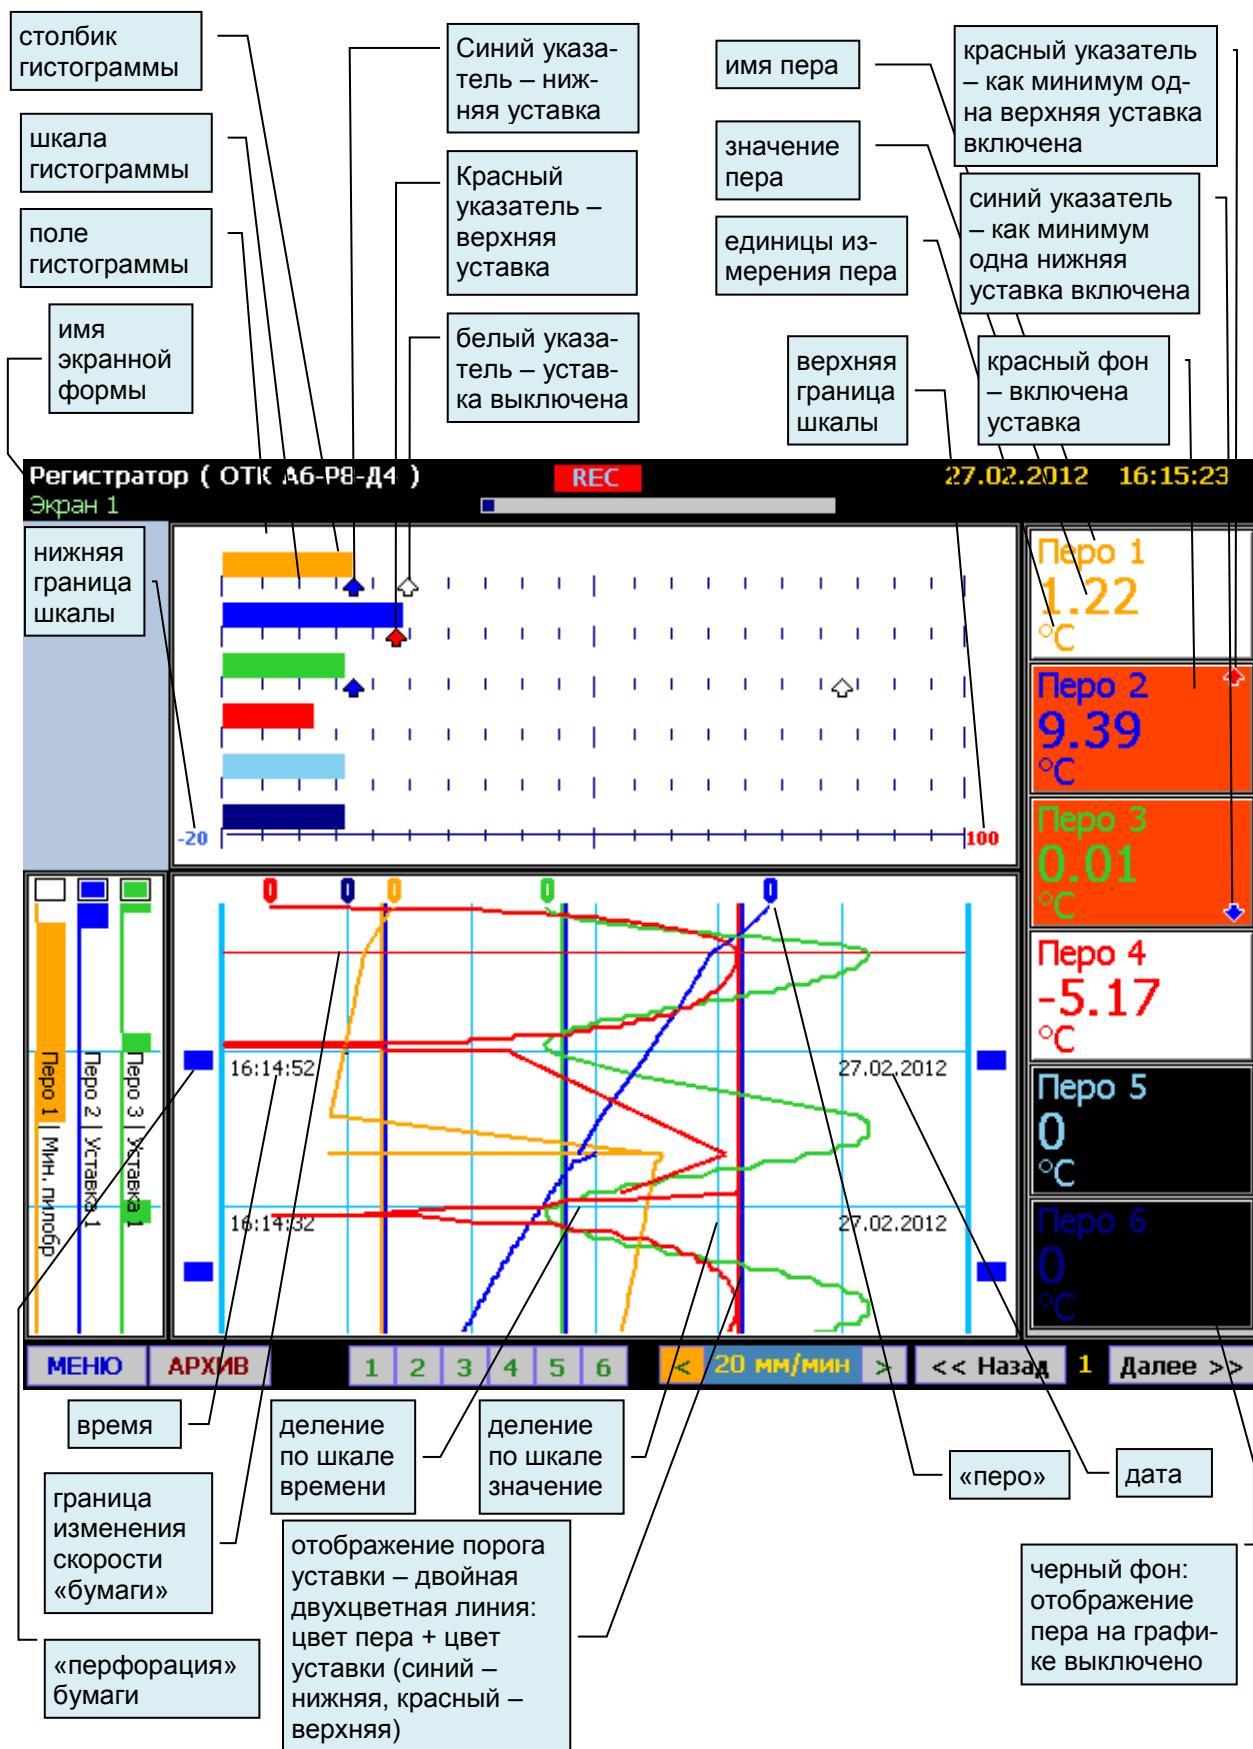 столбик
гистограммы
Синий указа-
тель – ниж-
няя уставка
имя пера
красный указатель
– как минимум од-
на верхняя уставка
включена
шкала
гистограммы
Красный
указатель –
верхняя
уставка
значение
пера
синий указатель
– как минимум
одна нижняя
уставка включена
поле
гистограммы
единицы из-
мерения пера
имя
экранной
формы
белый указа-
тель – устав-
ка выключена
верхняя
граница
шкалы
красный фон
– включена
уставка
Регистратор ( ОТК А6-Р8-Д4 )
REC
27.02.2012 16:15:23
Экран 1
нижняя
граница
шкалы
-20
100
Перо 1
1.22
°C
Перо 2
9.39
°C
Перо 3
0.01
°C
Перо 4
-5.17
°C
Перо 5
0
°C
Перо 6
0
°C
Перо 1 | Мин. пилобр
Перо 2 | Уставка 1
Перо 3 | Уставка 1
16:14:52
27.02.2012
16:14:32
27.02.2012
МЕНЮ
АРХИВ
1 2 3 4 5 6
< 20 мм/мин >
<< Назад
1
Далее >>
время
деление
по шкале
времени
деление
по шкале
значение
«перо»
дата
граница
изменения
скорости
«бумаги»
отображение порога
уставки – двойная
двухцветная линия:
цвет пера + цвет
уставки (синий –
нижняя, красный –
верхняя)
черный фон:
отображение
пера на графи-
ке выключено
«перфорация»
бумаги